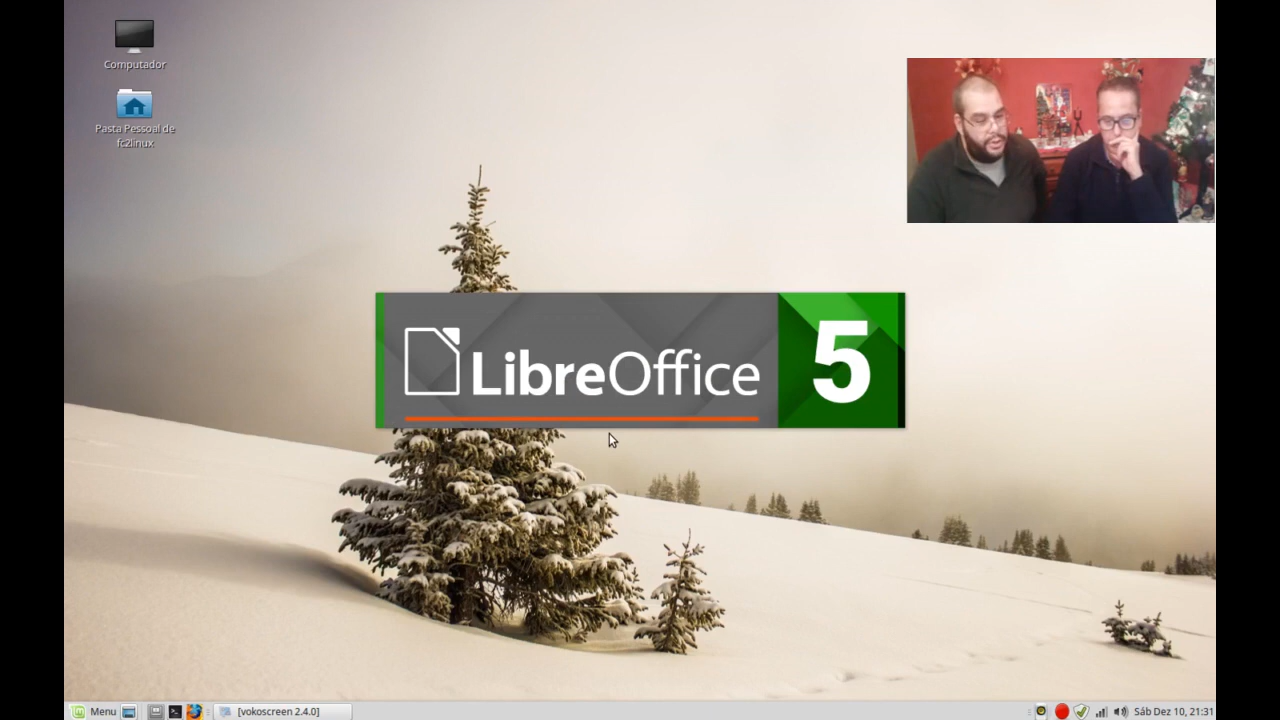 Computador
Pasta Pessoal de
fc2linux
LibreOffice 5
Menu
[vokoscreen 2.4.0]
Sáb Dez 10, 21:31